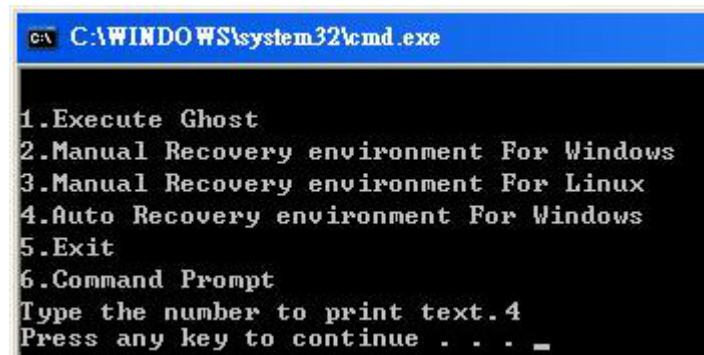 C:\WINDOWS\system32\cmd.exe
1.Execute Ghost
2.Manual Recovery environment For Windows
3.Manual Recovery environment For Linux
4.Auto Recovery environment For Windows
5.Exit
6.Command Prompt
Type the number to print text.4
Press any key to continue . . . _